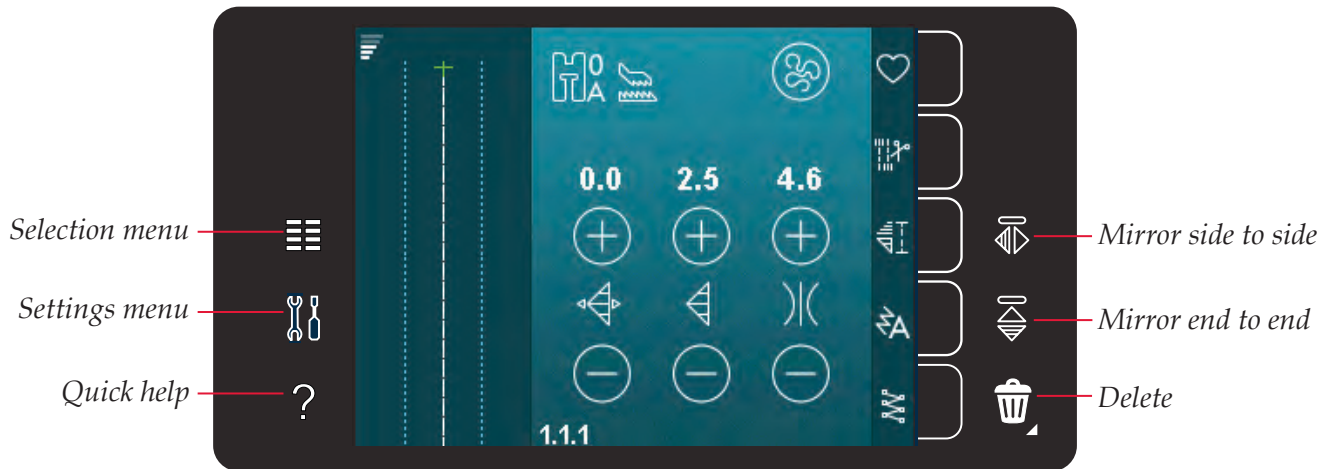 0
A
0.0 2.5 4.6
Selection menu
Mirror side to side
Settings menu
A
Mirror end to end
Quick help
?
Delete
1.1.1